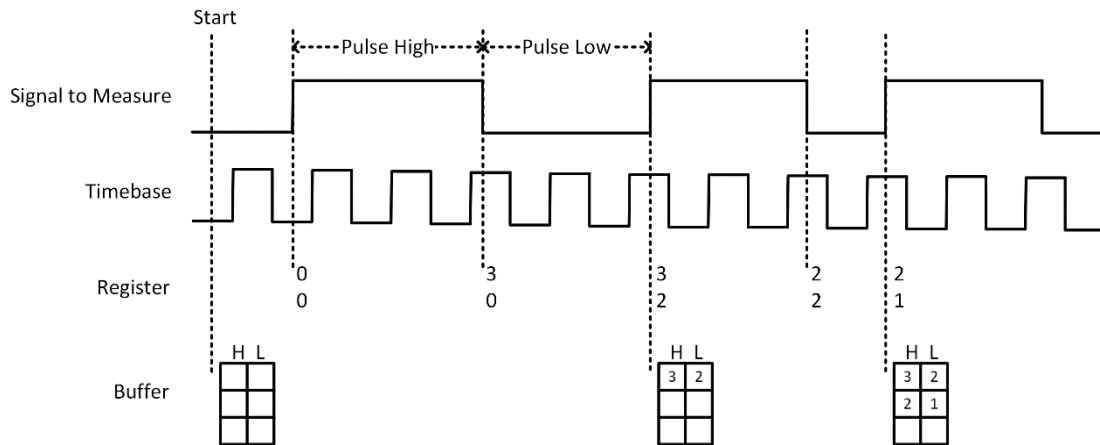 Start
Pulse High Pulse Low
Signal to Measure
Timebase
Register
0 3 3 2 2
0 0 2 2 1
H L H L H L
Buffer
3 2 3 2
2 1